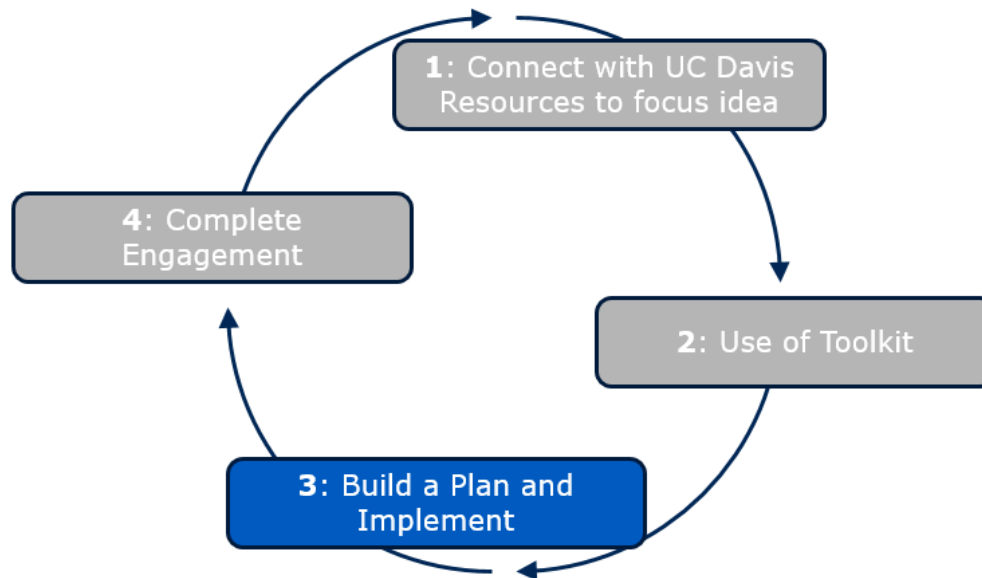 1: Connect with UC Davis
Resources to focus idea
4: Complete
Engagement
2: Use of Toolkit
3: Build a Plan and
Implement